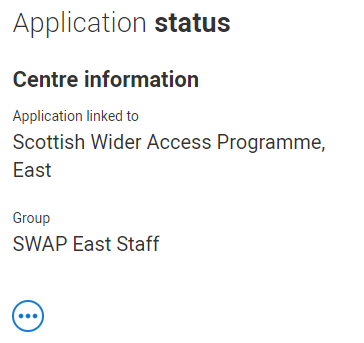 Application status
Centre information
Application linked to
Scottish Wider Access Programme,
East
Group
SWAP East Staff